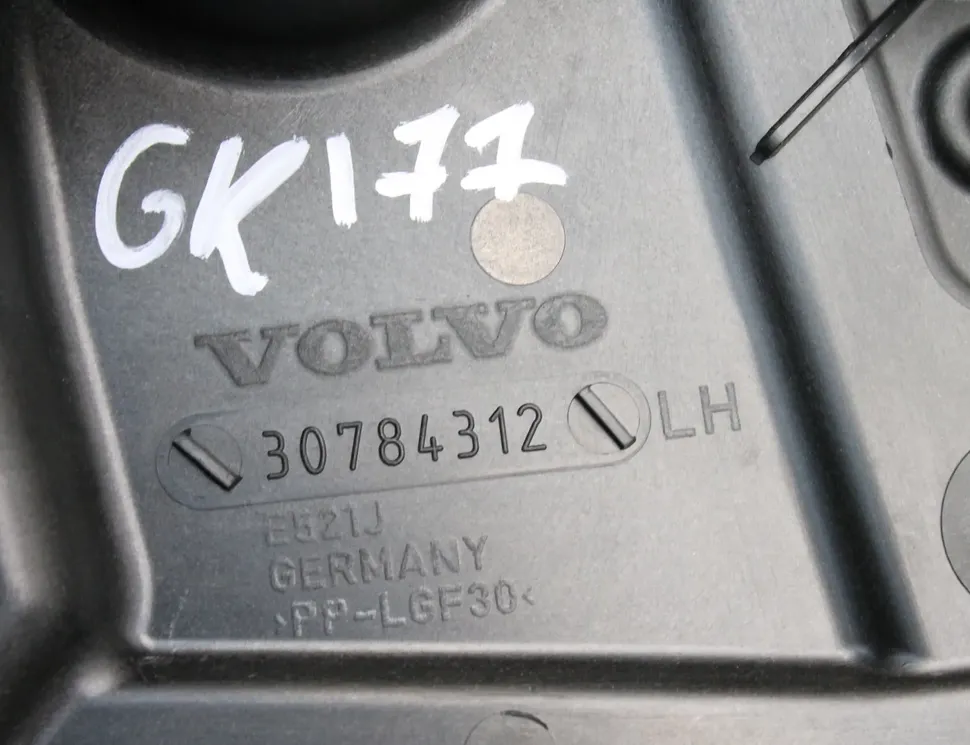 GK177
VOLVO
30784312 LH
E521J
GERMANY
>PP-LGF30<